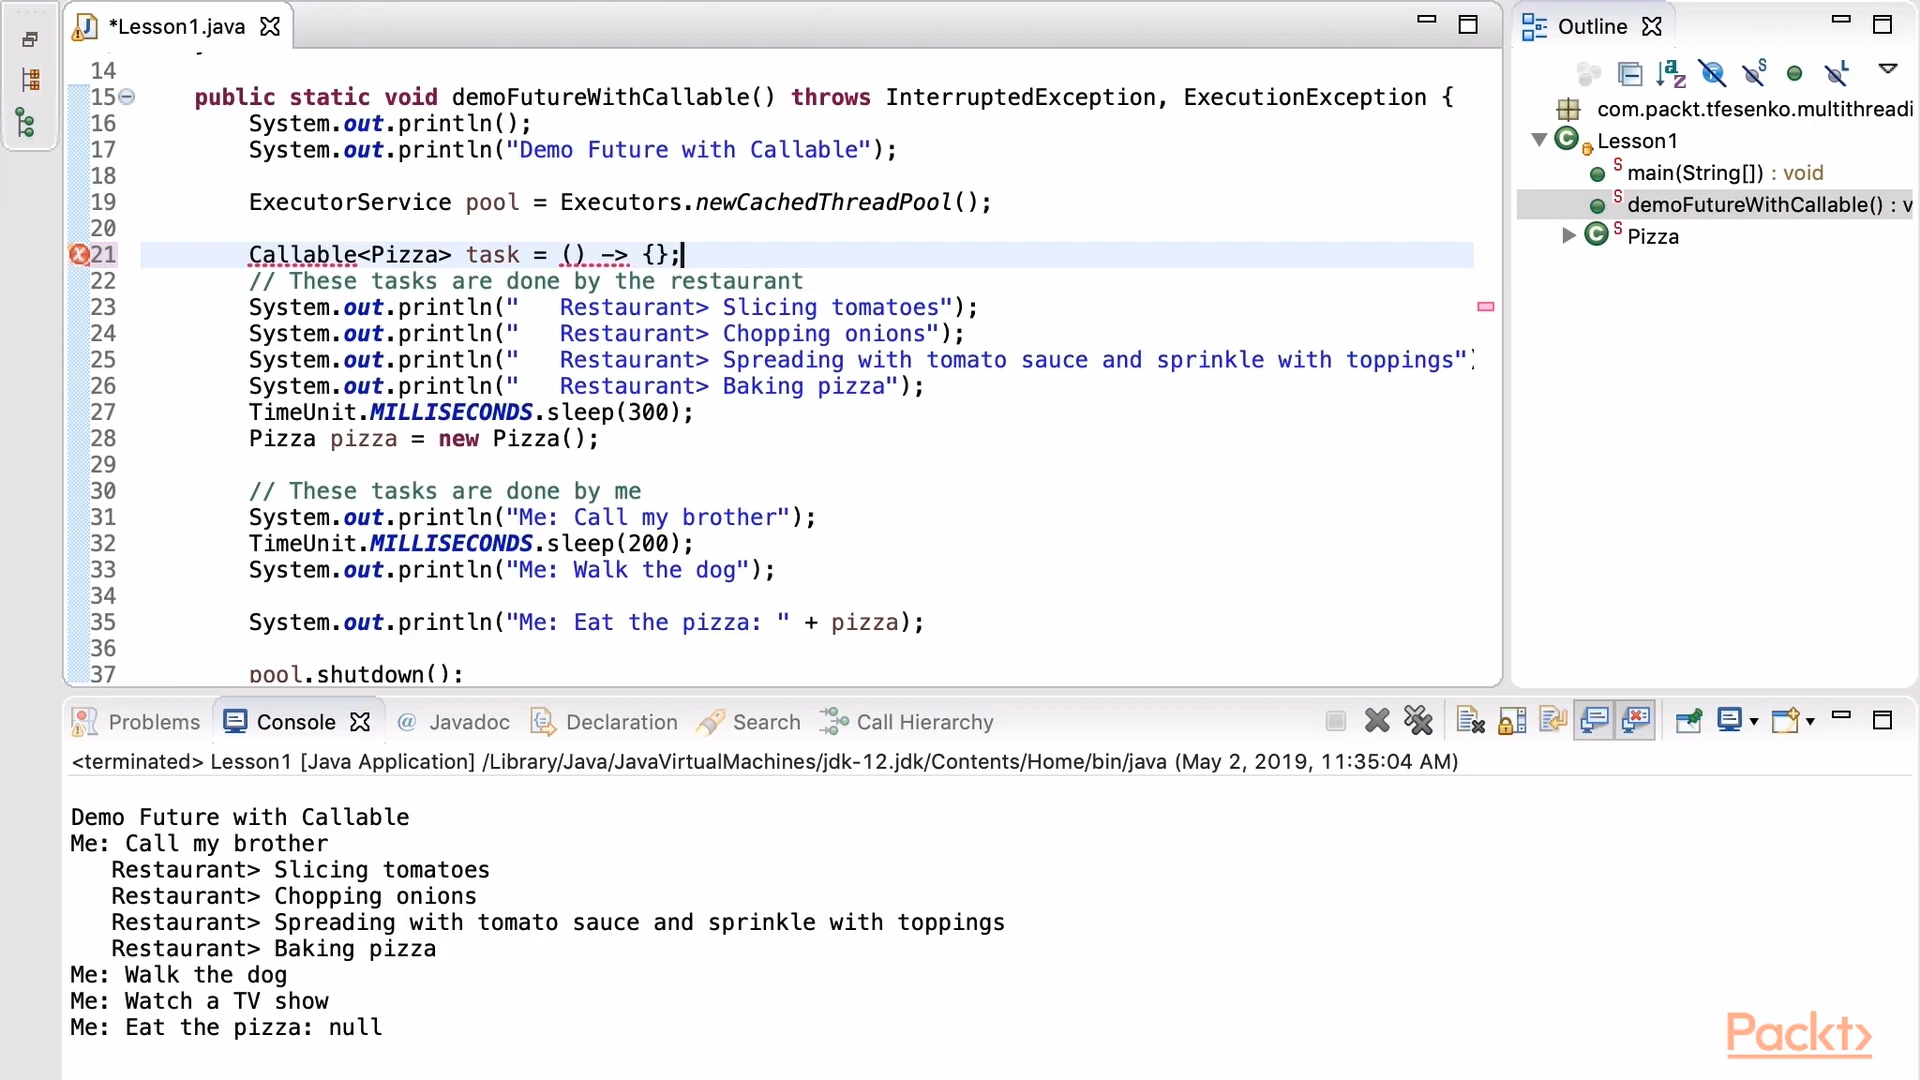 *Lesson1.java
14
15 public static void demoFutureWithCallable() throws InterruptedException, ExecutionException {
16 System.out.println();
17 System.out.println("Demo Future with Callable");
18
19 ExecutorService pool = Executors.newCachedThreadPool();
20
21 Callable<Pizza> task = () -> {};
22 // These tasks are done by the restaurant
23 System.out.println("   Restaurant> Slicing tomatoes");
24 System.out.println("   Restaurant> Chopping onions");
25 System.out.println("   Restaurant> Spreading with tomato sauce and sprinkle with toppings")
26 System.out.println("   Restaurant> Baking pizza");
27 TimeUnit.MILLISECONDS.sleep(300);
28 Pizza pizza = new Pizza();
29
30 // These tasks are done by me
31 System.out.println("Me: Call my brother");
32 TimeUnit.MILLISECONDS.sleep(200);
33 System.out.println("Me: Walk the dog");
34
35 System.out.println("Me: Eat the pizza: " + pizza);
36
37 pool.shutdown();
Outline
com.packt.tfesenko.multithreadi
Lesson1
main(String[]) : void
demoFutureWithCallable() : v
Pizza
Problems Console Javadoc Declaration Search Call Hierarchy
<terminated> Lesson1 [Java Application] /Library/Java/JavaVirtualMachines/jdk-12.jdk/Contents/Home/bin/java (May 2, 2019, 11:35:04 AM)
Demo Future with Callable
Me: Call my brother
   Restaurant> Slicing tomatoes
   Restaurant> Chopping onions
   Restaurant> Spreading with tomato sauce and sprinkle with toppings
   Restaurant> Baking pizza
Me: Walk the dog
Me: Watch a TV show
Me: Eat the pizza: null
Packt>